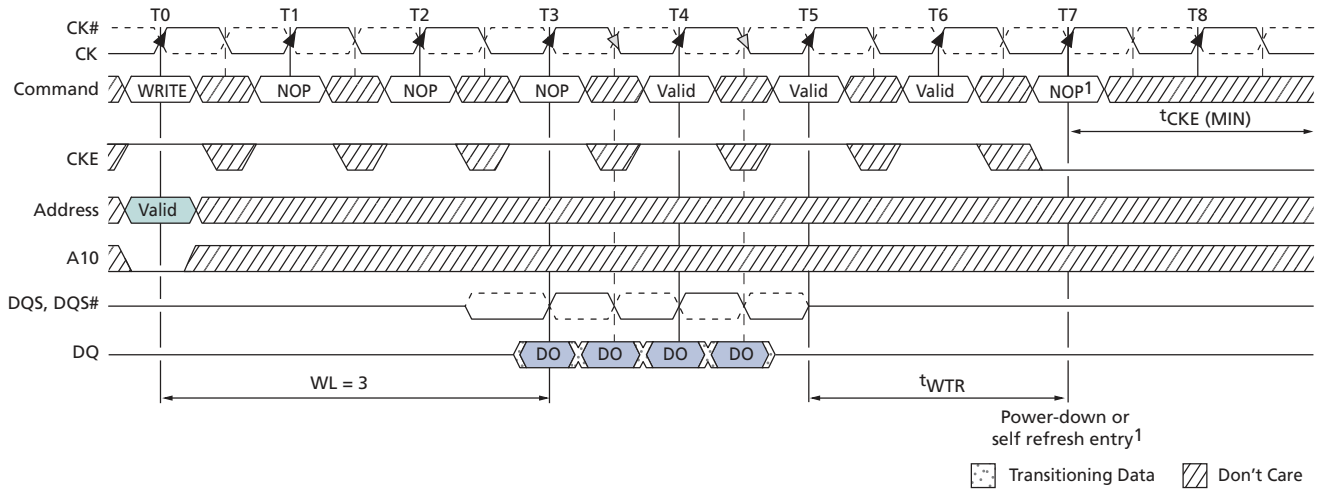 T0 T1 T2 T3 T4 T5 T6 T7 T8
CK#
CK
Command WRITE NOP NOP NOP Valid Valid Valid NOP1
tCKE (MIN)
CKE
Address Valid
A10
DQS, DQS#
DQ DO DO DO DO
WL = 3 tWTR
Power-down or
self refresh entry1
Transitioning Data Don't Care